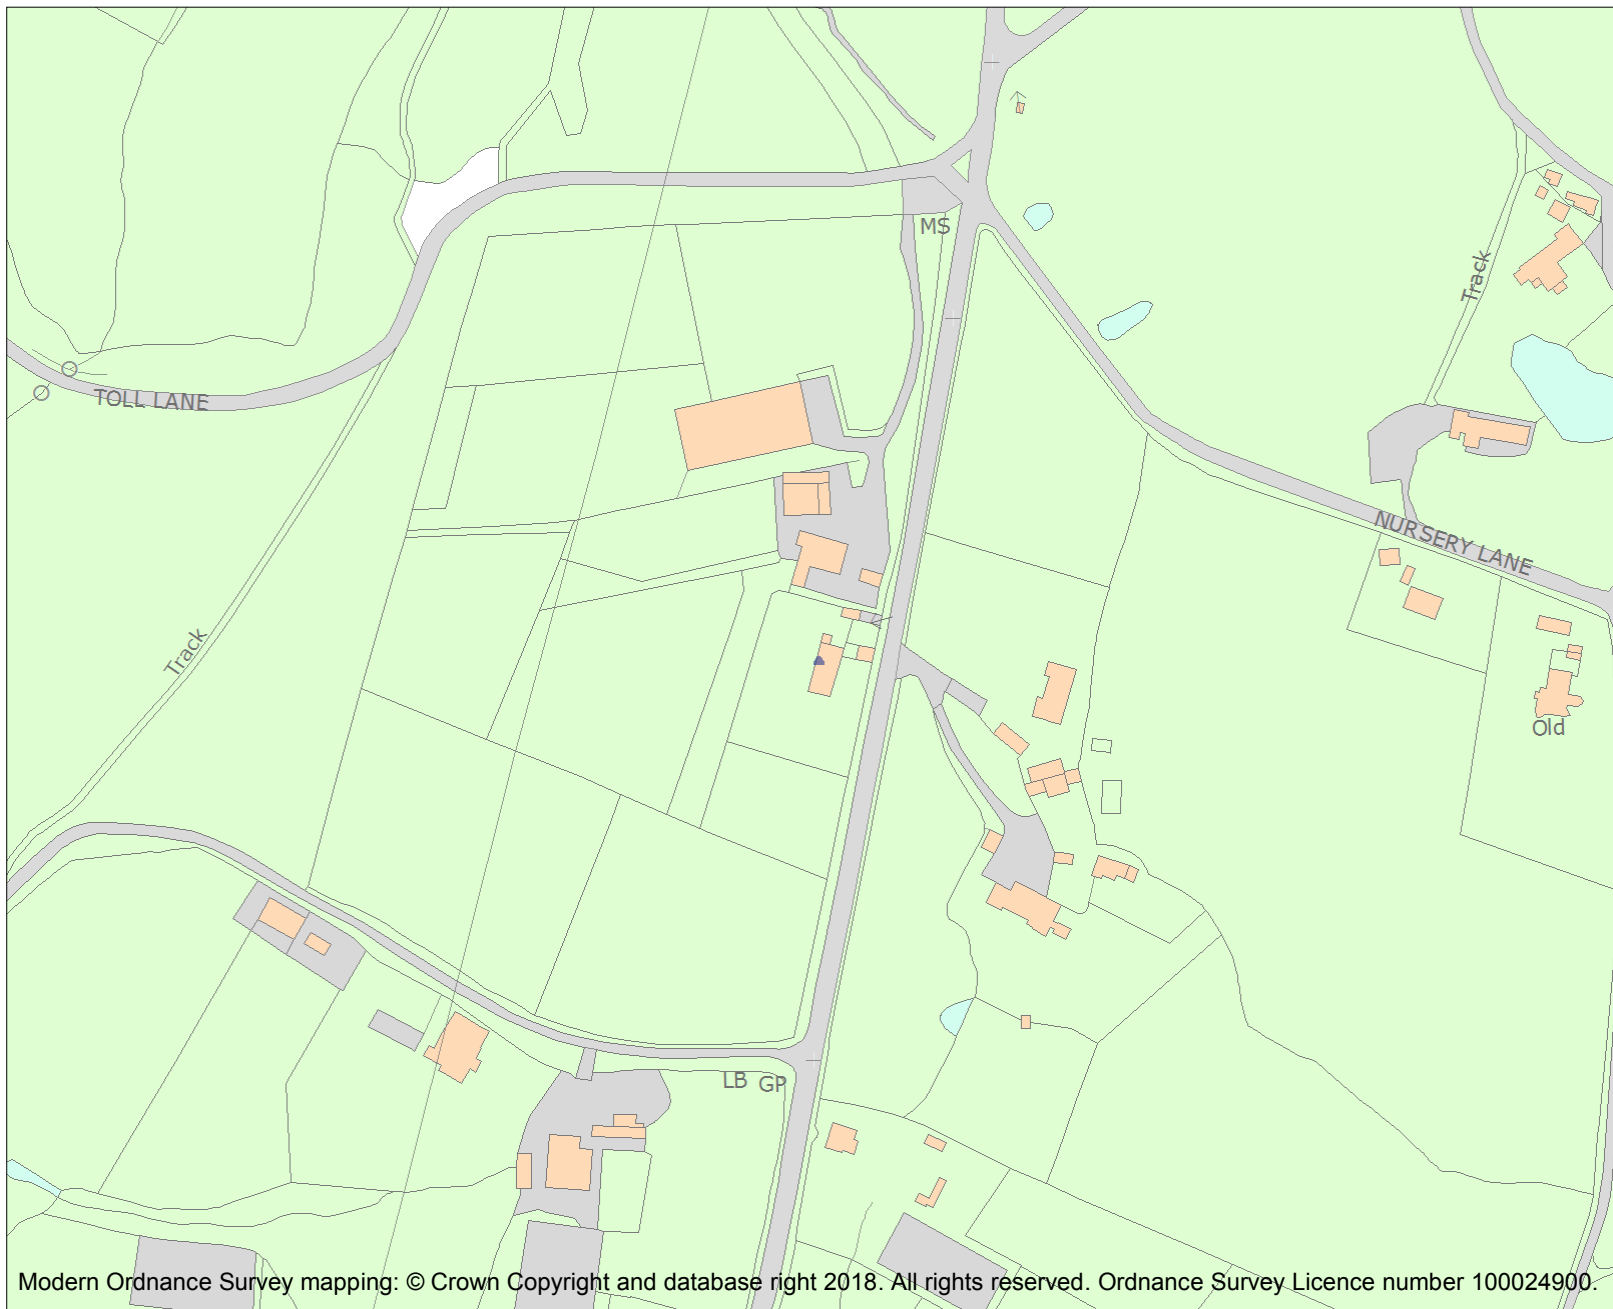 MS
Track
TOLL LANE
NURSERY LANE
Track
Old
LB
GP
Modern Ordnance Survey mapping: © Crown Copyright and database right 2018. All rights reserved. Ordnance Survey Licence number 100024900.